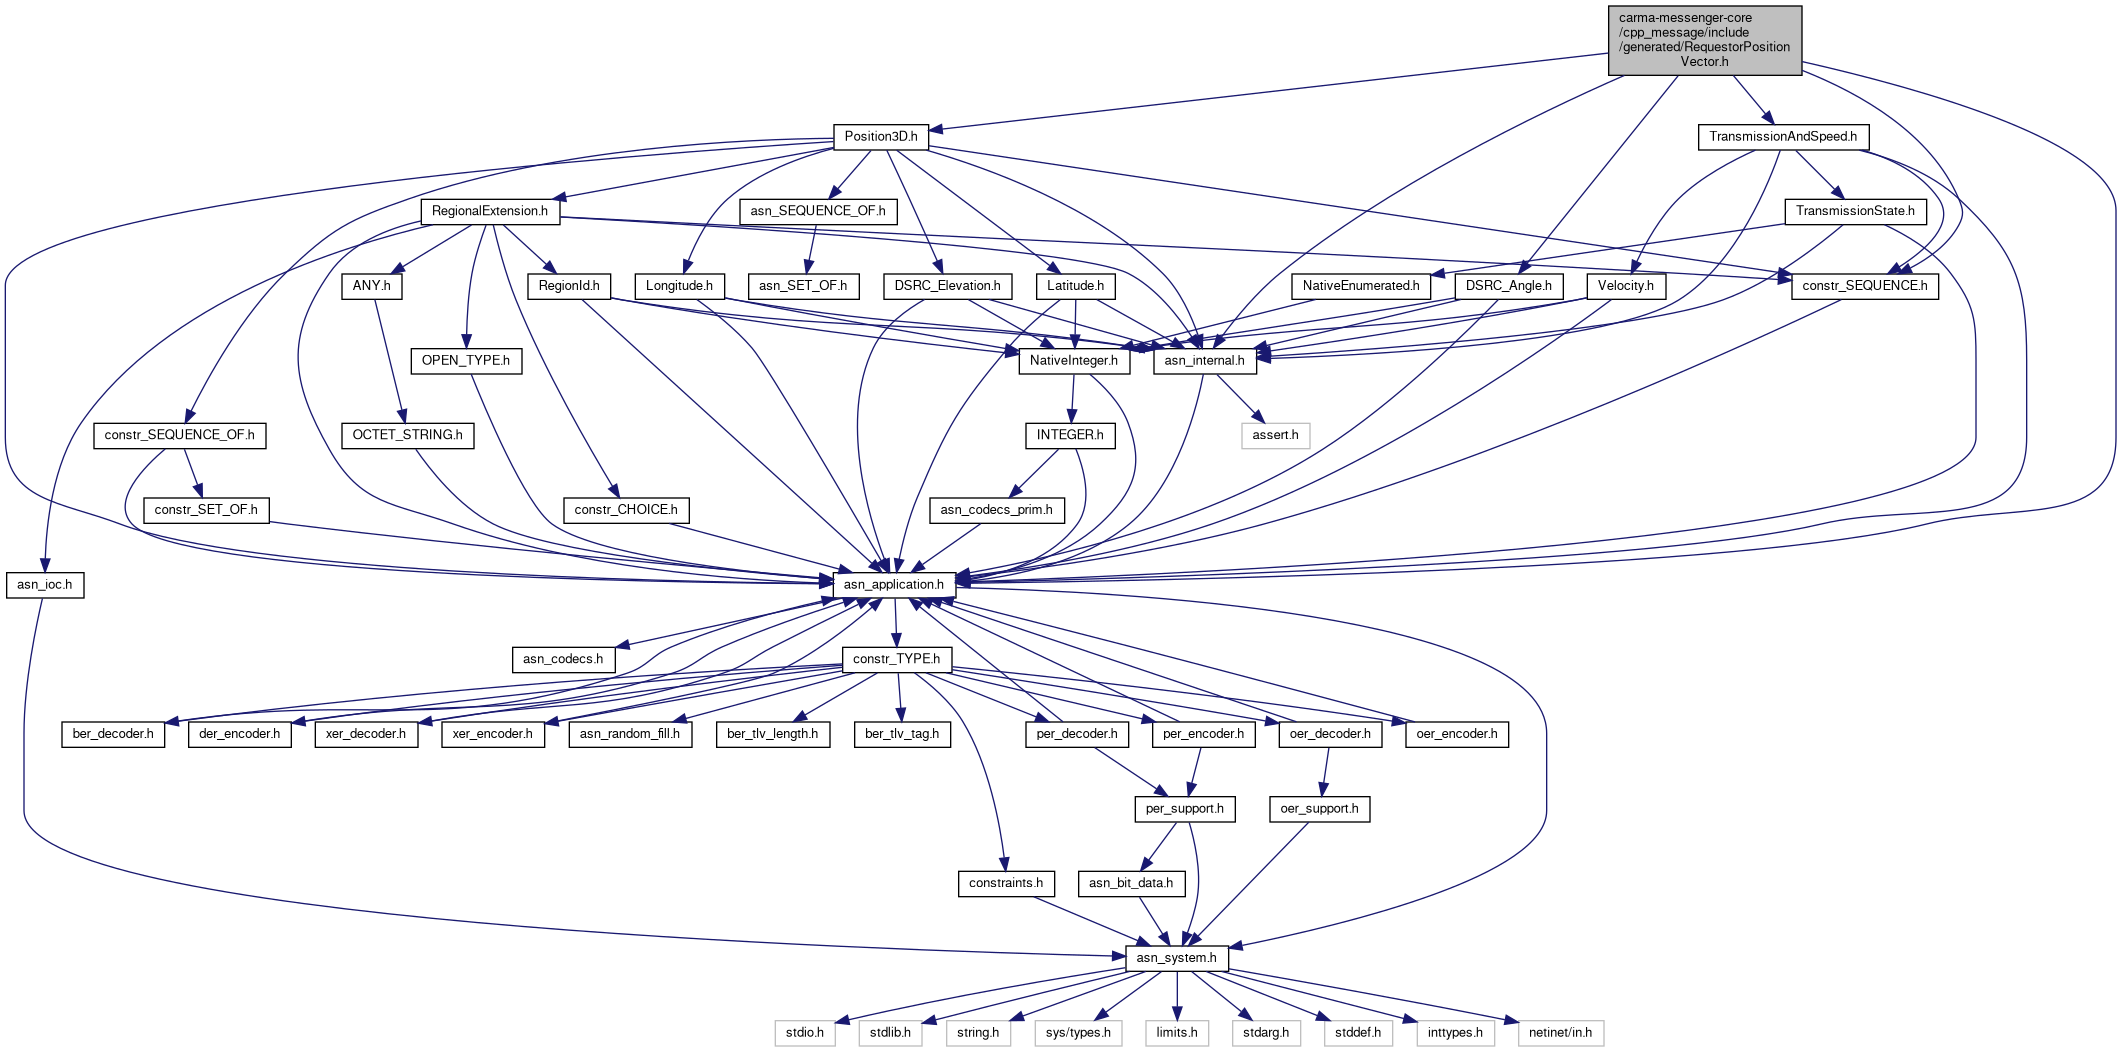 carma-messenger-core
/cpp_message/include
/generated/RequestorPosition
Vector.h
Position3D.h
TransmissionAndSpeed.h
RegionalExtension.h
asn_SEQUENCE_OF.h
TransmissionState.h
ANY.h
RegionId.h
Longitude.h
asn_SET_OF.h
DSRC_Elevation.h
Latitude.h
NativeEnumerated.h
DSRC_Angle.h
Velocity.h
constr_SEQUENCE.h
OPEN_TYPE.h
NativeInteger.h
asn_internal.h
constr_SEQUENCE_OF.h
OCTET_STRING.h
INTEGER.h
assert.h
constr_SET_OF.h
constr_CHOICE.h
asn_codecs_prim.h
asn_ioc.h
asn_application.h
asn_codecs.h
constr_TYPE.h
ber_decoder.h
der_encoder.h
xer_decoder.h
xer_encoder.h
asn_random_fill.h
ber_tlv_length.h
ber_tlv_tag.h
per_decoder.h
per_encoder.h
oer_decoder.h
oer_encoder.h
per_support.h
oer_support.h
constraints.h
asn_bit_data.h
asn_system.h
stdio.h
stdlib.h
string.h
sys/types.h
limits.h
stdarg.h
stddef.h
inttypes.h
netinet/in.h